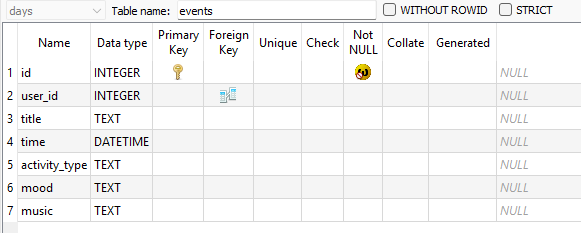 days Table name: events WITHOUT ROWID STRICT
Name Data type Primary Key Foreign Key Unique Check Not NULL Collate Generated
1 id INTEGER NULL
2 user_id INTEGER NULL
3 title TEXT NULL
4 time DATETIME NULL
5 activity_type TEXT NULL
6 mood TEXT NULL
7 music TEXT NULL